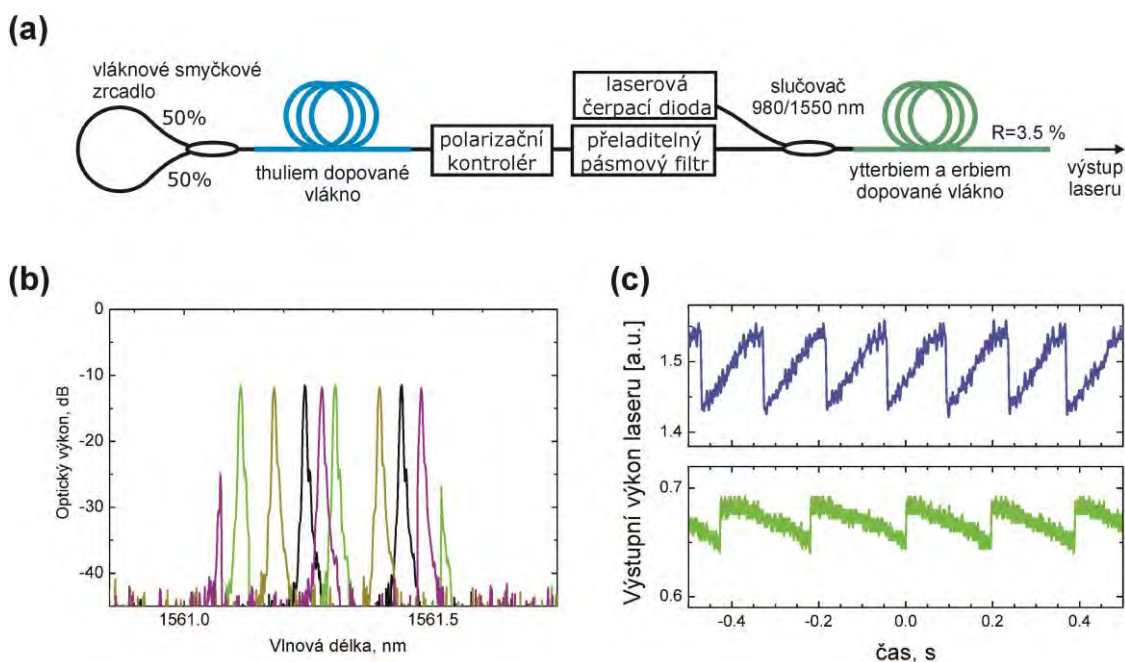 (a)
vláknové smyčkové
zrcadlo
50%
50%
thuliem dopované
vlákno
polarizační
kontrolér
laserová
čerpací dioda
přeladitelný
pásmový filtr
slučovač
980/1550 nm
R=3.5 %
ytterbiem a erbiem
dopované vlákno
výstup
laseru
(b)
Optický výkon, dB
0
-10
-20
-30
-40
1561.0
1561.5
Vlnová délka, nm
(c)
Výstupní výkon laseru [a.u.]
1.5
1.4
0.7
0.6
-0.4
-0.2
0.0
0.2
0.4
čas, s